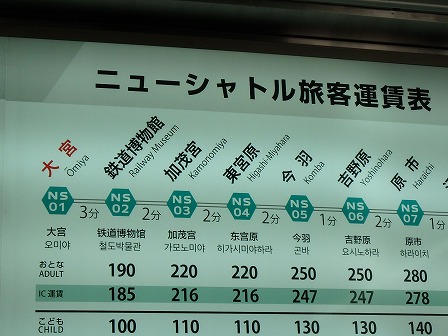 ニューシャトル旅客運賃表
大宮 鉄道博物館 加茂宮 東宮原 今羽 吉野原 原市
Ōmiya Railway Museum Kamonomiya Higashi-Miyahara Komba Yoshinohara Haraichi
NS NS NS NS NS NS NS
01 3分 02 2分 03 2分 04 2分 05 1分 06 2分 07 1分
大宮 铁道博物馆 加茂宫 东宫原 今羽 吉野原 原市
오미야 철도박물관 가모노미야 히가시미야하라 곤바 요시노하라 하라이치
おとな
ADULT 190 220 220 250 250 280
IC運賃 185 216 216 247 247 278
こども
CHILD 100 110 110 130 130 140